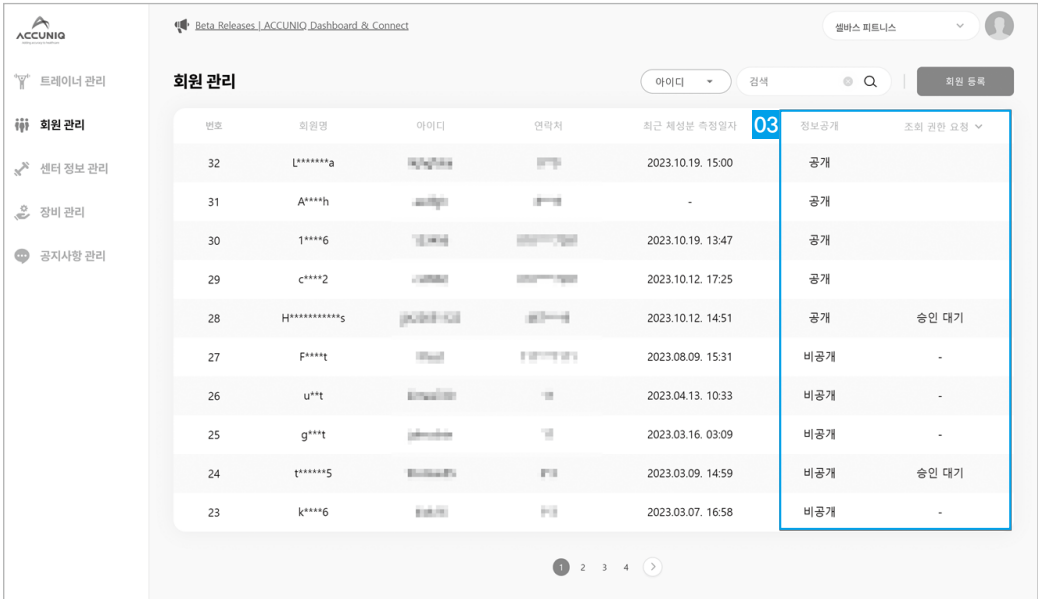 ACCUNIQ
Beta Releases | ACCUNIQ Dashboard & Connect
셀바스 피트니스
트레이너 관리
회원 관리
센터 정보 관리
장비 관리
공지사항 관리
회원 관리
아이디 검색 회원 등록
번호 회원명 아이디 연락처 최근 체성분 측정일자 03 정보공개 조회 권한 요청
32 L*******a 2023.10.19. 15:00 공개
31 A****h - 공개
30 1****6 2023.10.19. 13:47 공개
29 c****2 2023.10.12. 17:25 공개
28 H***********s 2023.10.12. 14:51 공개 승인 대기
27 F****t 2023.08.09. 15:31 비공개 -
26 u**t 2023.04.13. 10:33 비공개 -
25 g***t 2023.03.16. 03:09 비공개 -
24 t******5 2023.03.09. 14:59 비공개 승인 대기
23 k****6 2023.03.07. 16:58 비공개 -
1 2 3 4